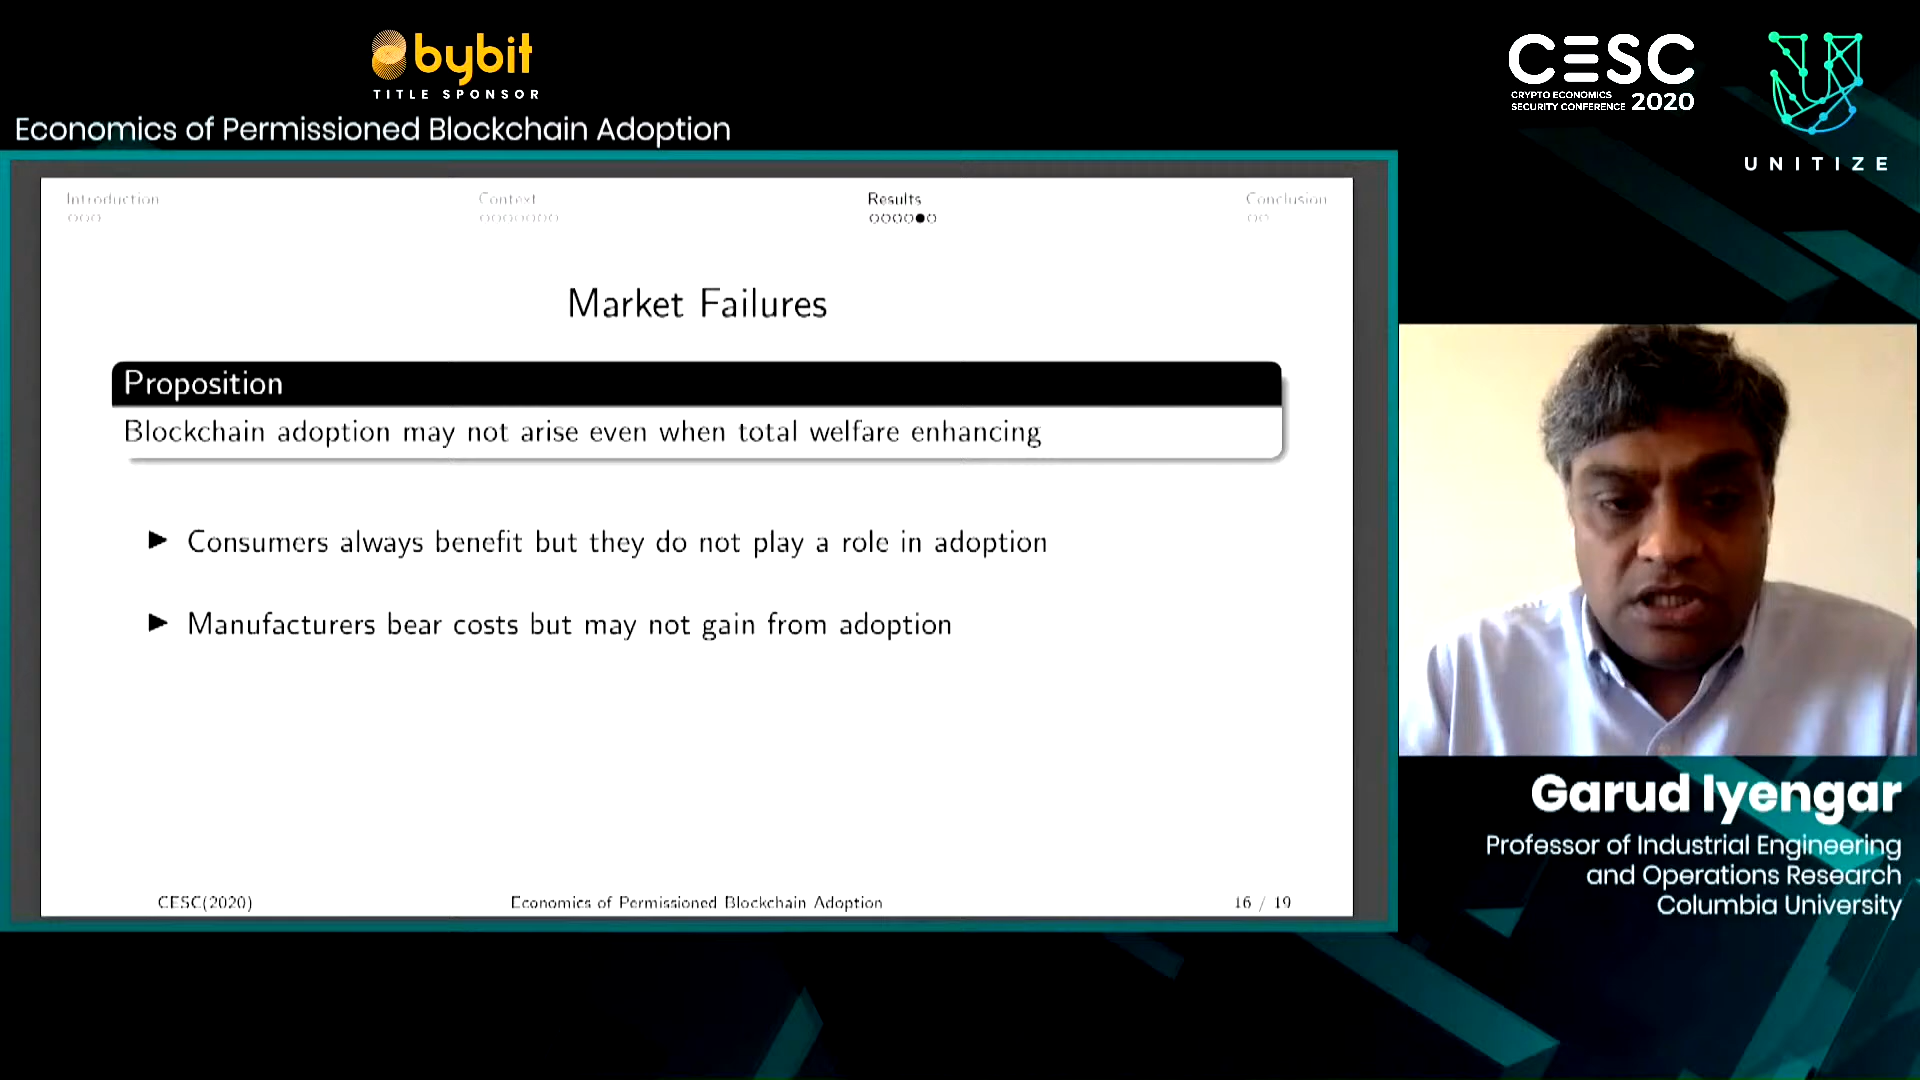 bybit
TITLE SPONSOR
Economics of Permissioned Blockchain Adoption
CESC
CRYPTO ECONOMICS
SECURITY CONFERENCE 2020
UNITIZE
Introduction
Context
Results
Conclusion
Market Failures
Proposition
Blockchain adoption may not arise even when total welfare enhancing
Consumers always benefit but they do not play a role in adoption
Manufacturers bear costs but may not gain from adoption
CESC(2020)
Economics of Permissioned Blockchain Adoption
16 / 19
Garud Iyengar
Professor of Industrial Engineering
and Operations Research
Columbia University